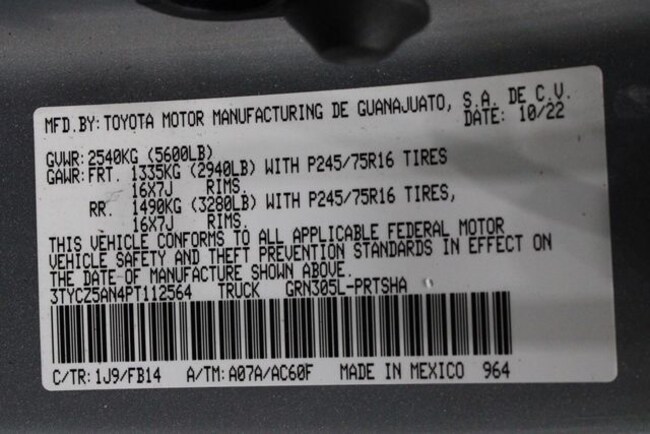 MFD.BY: TOYOTA MOTOR MANUFACTURING DE GUANAJUATO, S.A. DE C.V.
DATE: 10/22
GVWR: 2540KG (5600LB)
GAWR: FRT. 1335KG (2940LB) WITH P245/75R16 TIRES
16X7J RIMS.
RR. 1490KG (3280LB) WITH P245/75R16 TIRES,
16X7J RIMS.
THIS VEHICLE CONFORMS TO ALL APPLICABLE FEDERAL MOTOR
VEHICLE SAFETY AND THEFT PREVENTION STANDARDS IN EFFECT ON
THE DATE OF MANUFACTURE SHOWN ABOVE.
3TYCZ5AN4PT112564 TRUCK GRN305L-PRTSHA
C/TR: 1J9/FB14 A/TM: A07A/AC60F MADE IN MEXICO 964